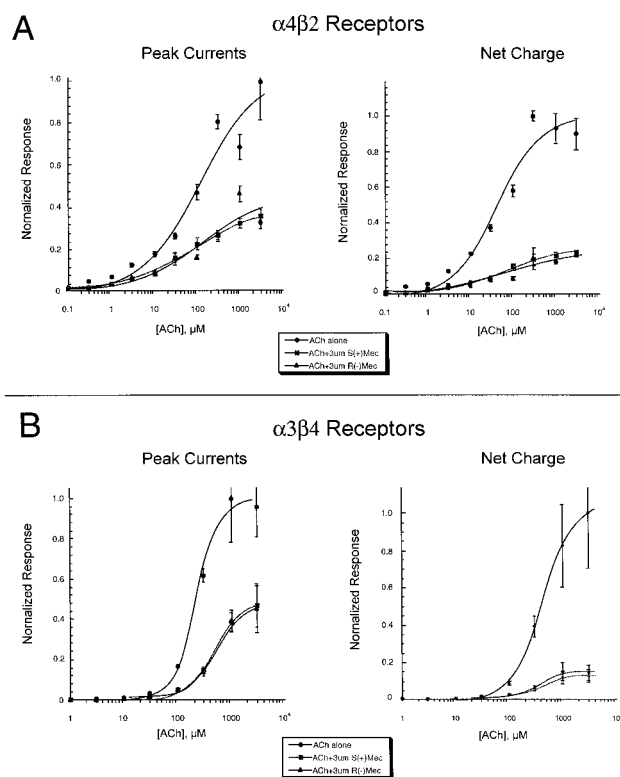 A
α4β2 Receptors
Peak Currents
Net Charge
Normalized Response
1.0
0.8
0.6
0.4
0.2
0
0.1
1
10
100
1000
10⁴
[ACh], µM
Normalized Response
1.0
0.8
0.6
0.4
0.2
0
0.1
1
10
100
1000
10⁴
[ACh], µM
ACh alone
ACh+3um S(+)Mec
ACh+3um R(-)Mec
B
α3β4 Receptors
Peak Currents
Net Charge
Normalized Response
1.0
0.8
0.6
0.4
0.2
0
1
10
100
1000
10⁴
[ACh], µM
Normalized Response
1.0
0.8
0.6
0.4
0.2
0
1
10
100
1000
10⁴
[ACh], µM
ACh alone
ACh+3um S(+)Mec
ACh+3um R(-)Mec